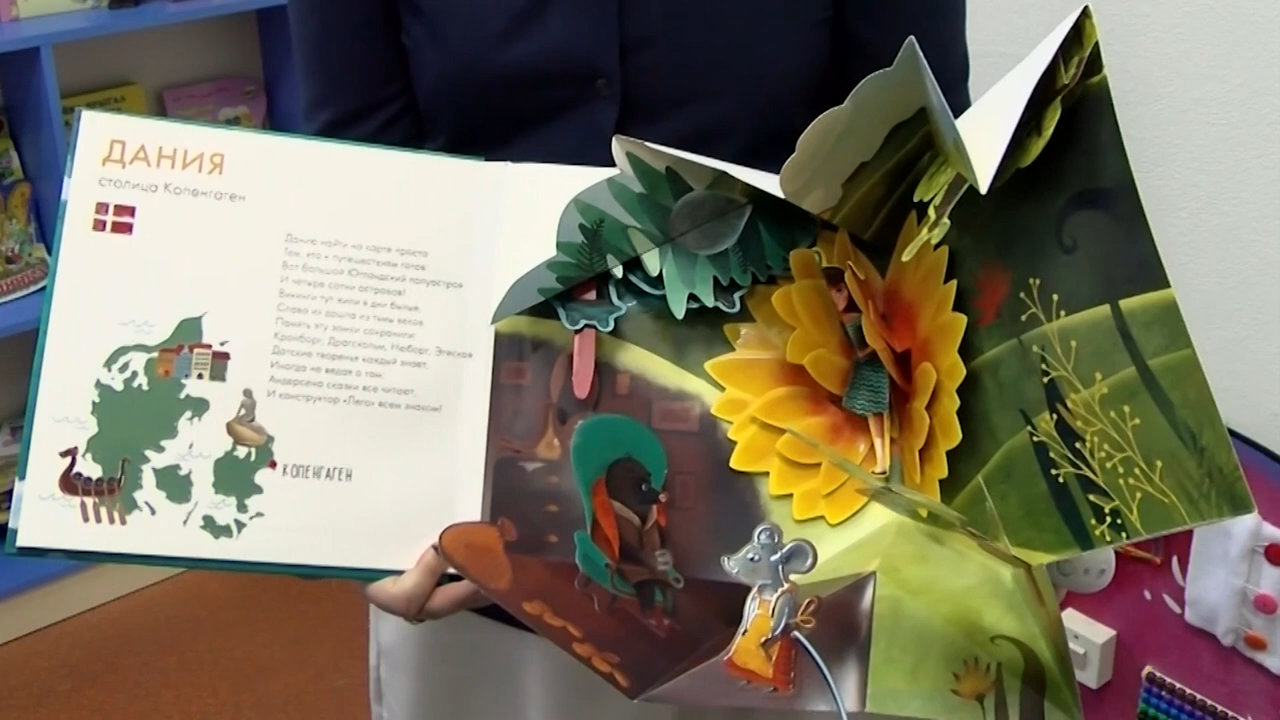 ДАНИЯ
столица Копенгаген
Данию найти на карте просто
Тем, кто к путешествиям готов.
Вот большой Ютландский полуостров
И четыре сотни островов!
Викинги тут жили в дни былые,
Слава их дошла из тьмы веков.
Память эту замки сохранили:
Кронборг, Драгсхольм, Нюборг, Эгесков
Датские творенья каждый знает,
Иногда не ведая о том:
Андерсена сказки все читают,
И конструктор «Лего» всем знаком!
КОПЕНГАГЕН